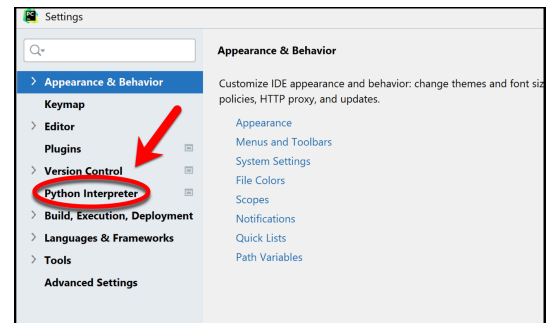 PC
Settings
Appearance & Behavior
Keymap
Editor
Plugins
Version Control
Python Interpreter
Build, Execution, Deployment
Languages & Frameworks
Tools
Advanced Settings
Appearance & Behavior
Customize IDE appearance and behavior: change themes and font siz
policies, HTTP proxy, and updates.
Appearance
Menus and Toolbars
System Settings
File Colors
Scopes
Notifications
Quick Lists
Path Variables